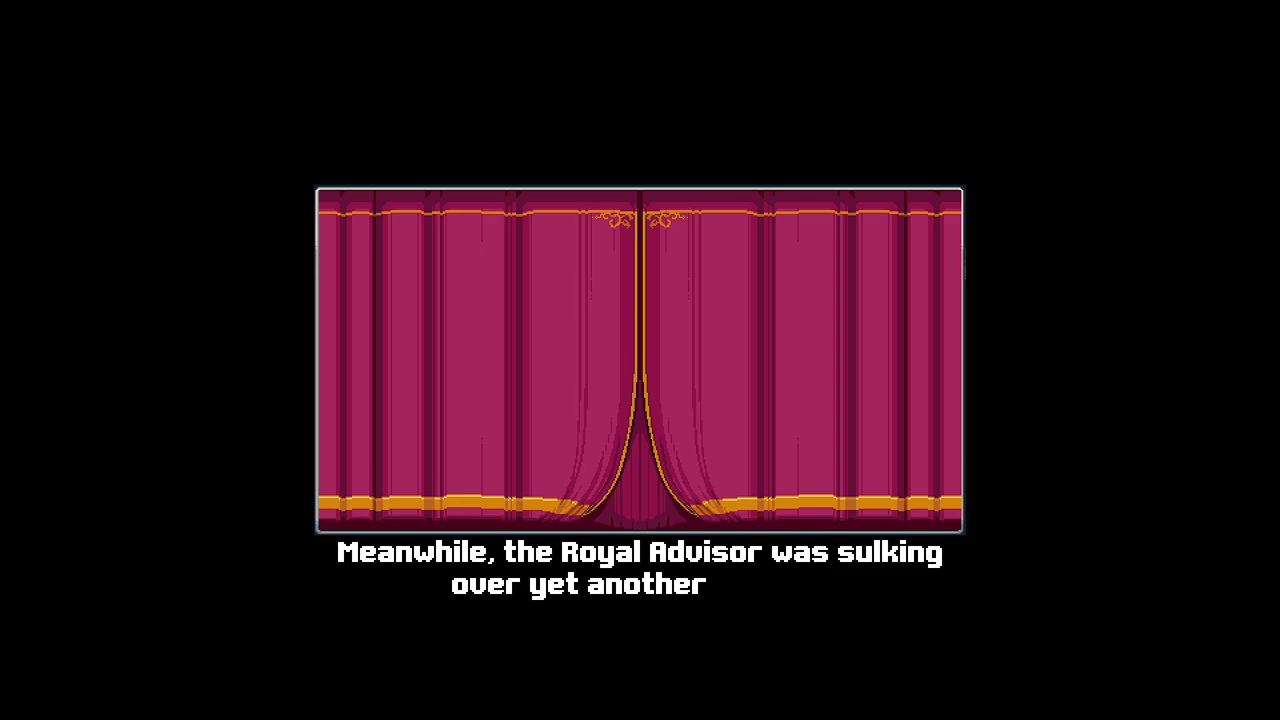 Meanwhile, the Royal Advisor was sulking
over yet another